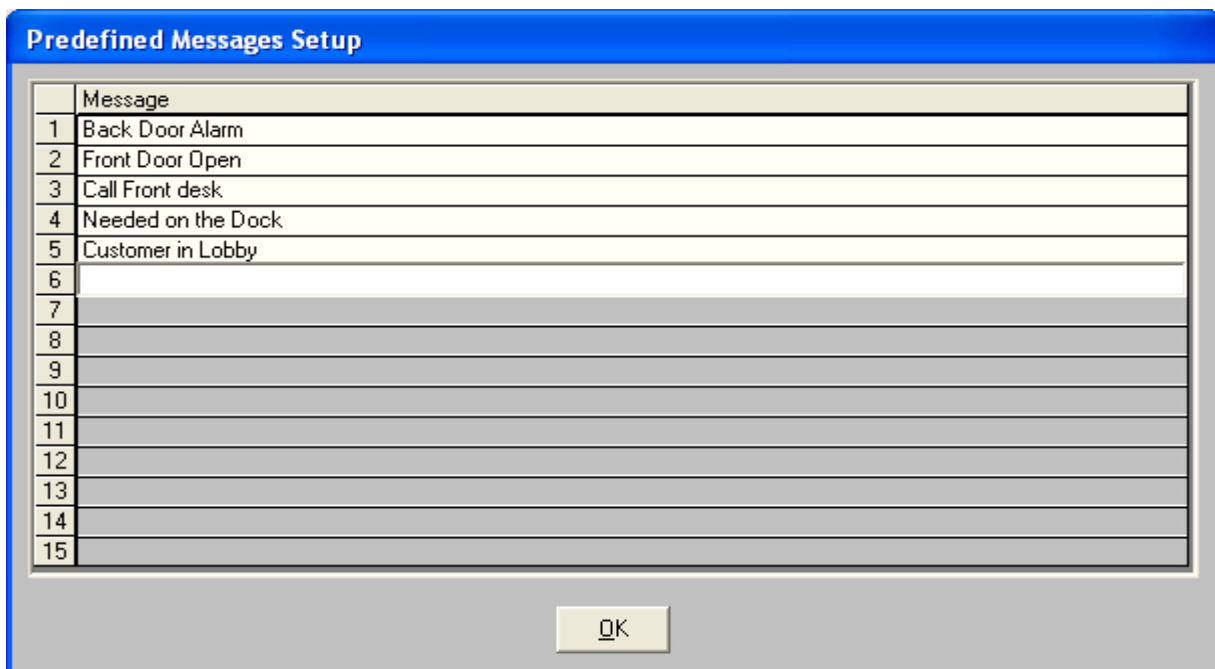 Predefined Messages Setup
Message
1 Back Door Alarm
2 Front Door Open
3 Call Front desk
4 Needed on the Dock
5 Customer in Lobby
6
7
8
9
10
11
12
13
14
15
OK